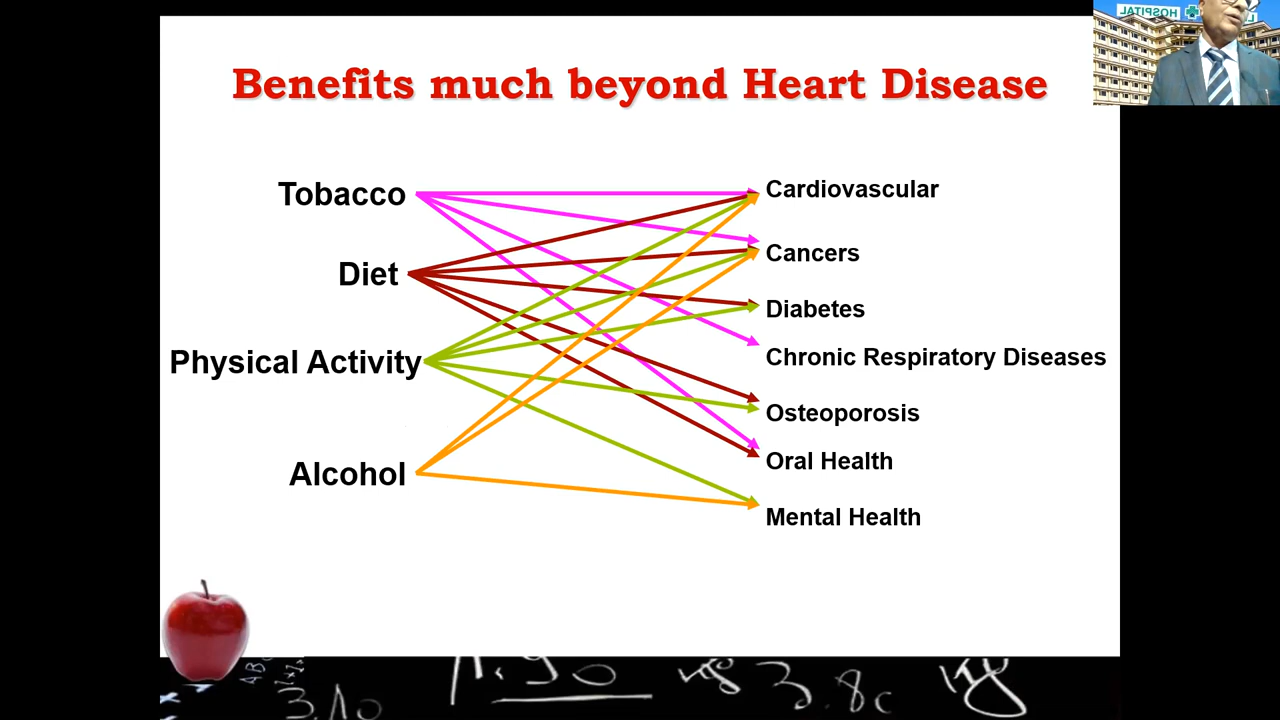 HOSPITAL
Benefits much beyond Heart Disease
Tobacco
Diet
Physical Activity
Alcohol
Cardiovascular
Cancers
Diabetes
Chronic Respiratory Diseases
Osteoporosis
Oral Health
Mental Health